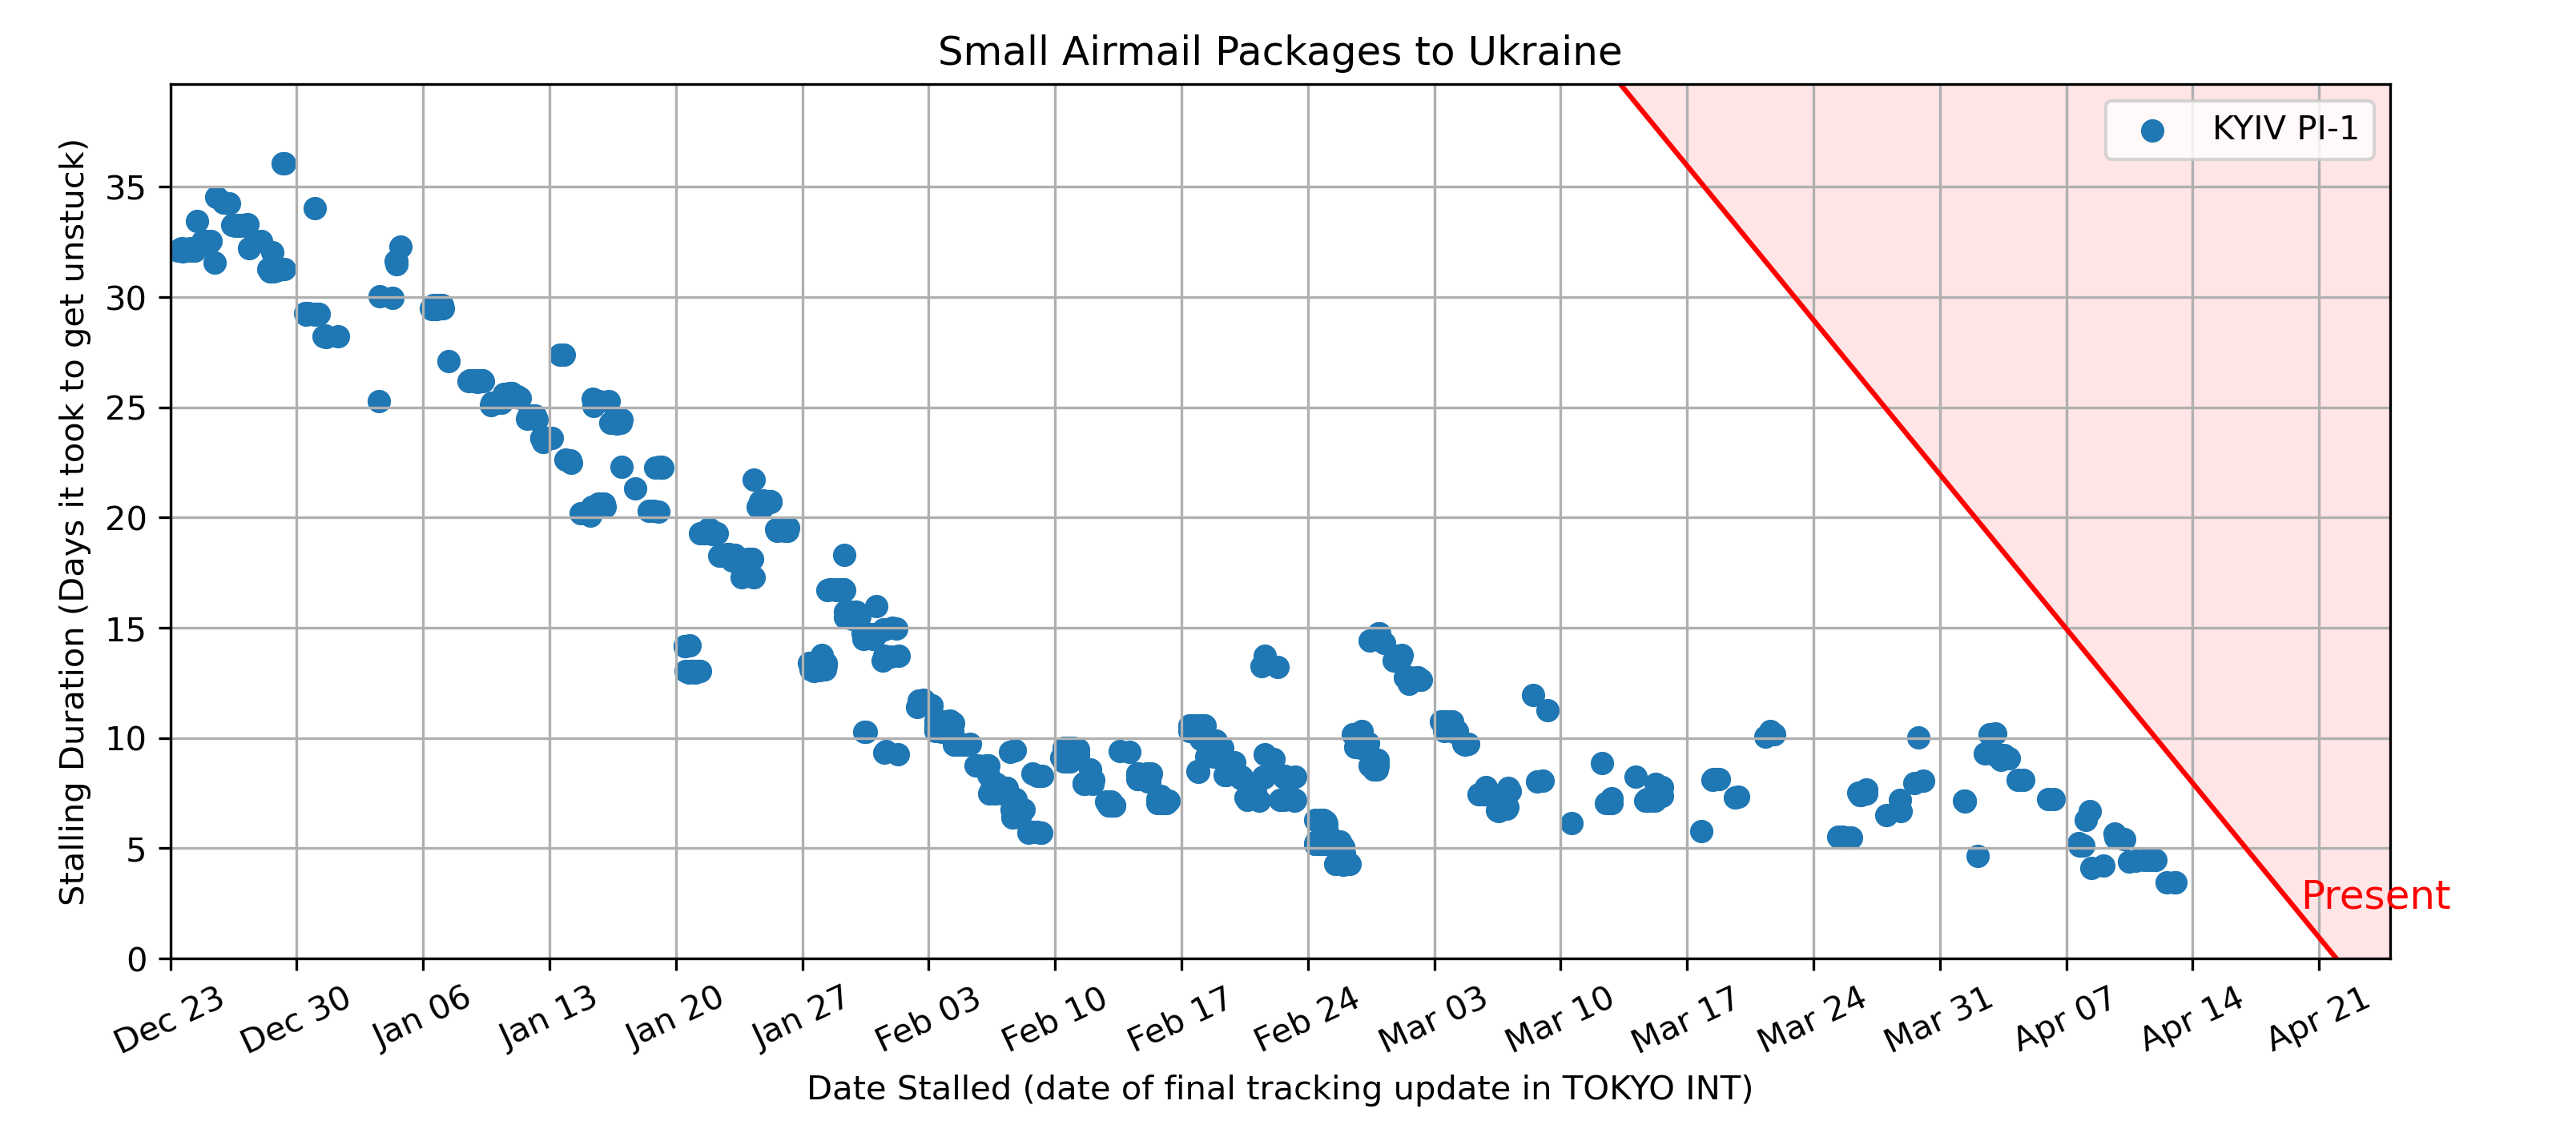 Small Airmail Packages to Ukraine
KYIV PI-1
Stalling Duration (Days it took to get unstuck)
35
30
25
20
15
10
5
0
Present
Dec 23
Dec 30
Jan 06
Jan 13
Jan 20
Jan 27
Feb 03
Feb 10
Feb 17
Feb 24
Mar 03
Mar 10
Mar 17
Mar 24
Mar 31
Apr 07
Apr 14
Apr 21
Date Stalled (date of final tracking update in TOKYO INT)